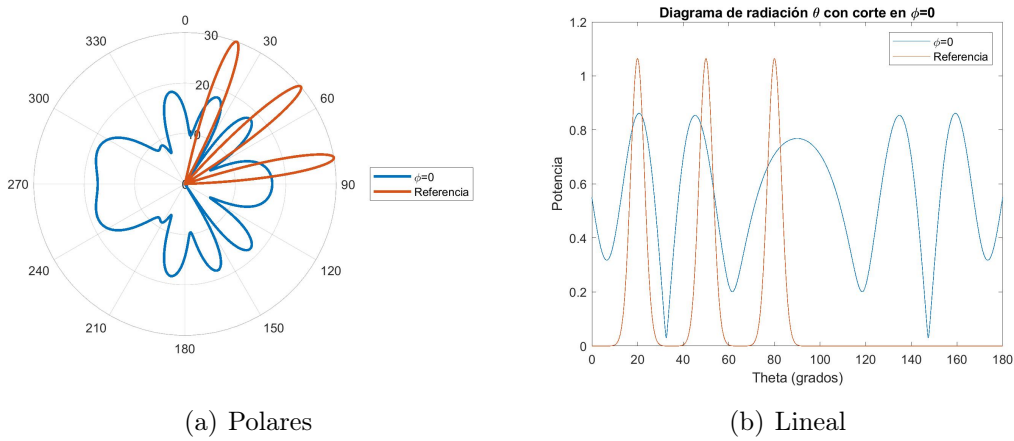 0
330
30
30
300
20
60
270
0
90
φ=0
Referencia
240
120
210
150
180
(a) Polares
Diagrama de radiación θ con corte en φ=0
1.2
φ=0
Referencia
1
0.8
0.6
0.4
0.2
0
Potencia
0 20 40 60 80 100 120 140 160 180
Theta (grados)
(b) Lineal